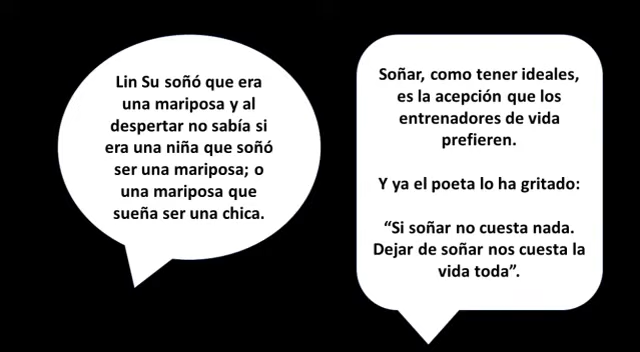 Lin Su soñó que era
una mariposa y al
despertar no sabía si
era una niña que soñó
ser una mariposa; o
una mariposa que
sueña ser una chica.
Soñar, como tener ideales,
es la acepción que los
entrenadores de vida
prefieren.
Y ya el poeta lo ha gritado:
“Si soñar no cuesta nada.
Dejar de soñar nos cuesta la
vida toda”.